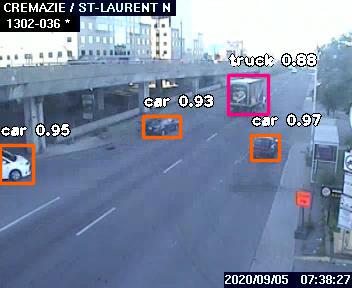 CREMAZIE / ST-LAURENT N
1302-036 *
truck 0.88
car 0.93
car 0.97
car 0.95
2020/09/05 07:38:27